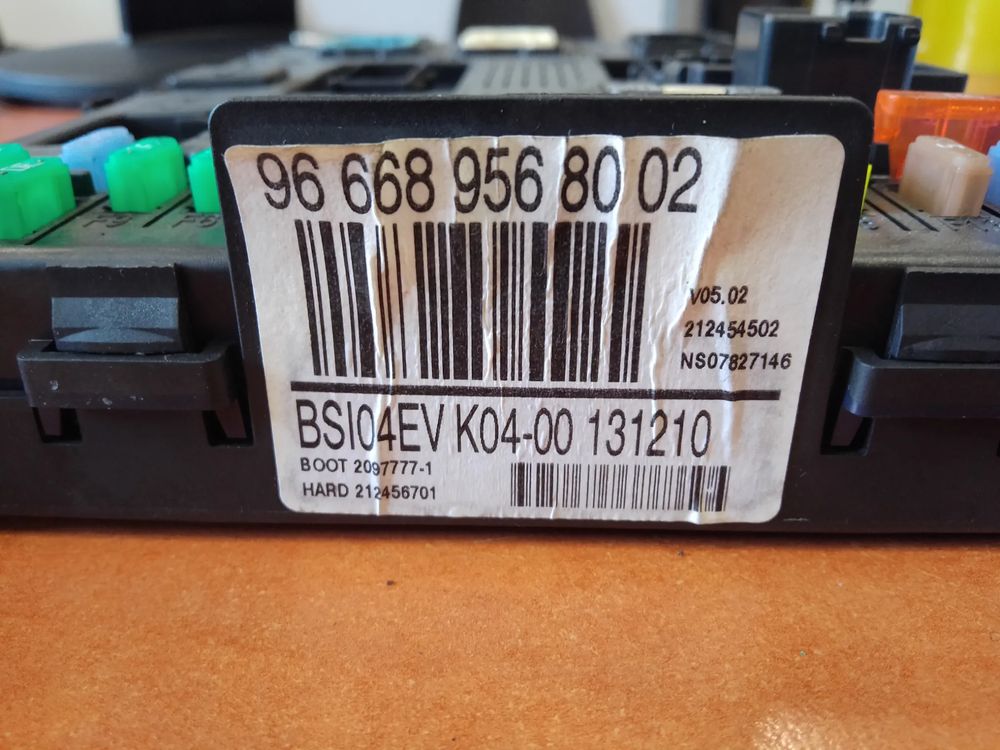 96 668 956 80 02
V05.02
212454502
NS07827146
BSI04EV K04-00 131210
BOOT 2097777-1
HARD 212456701